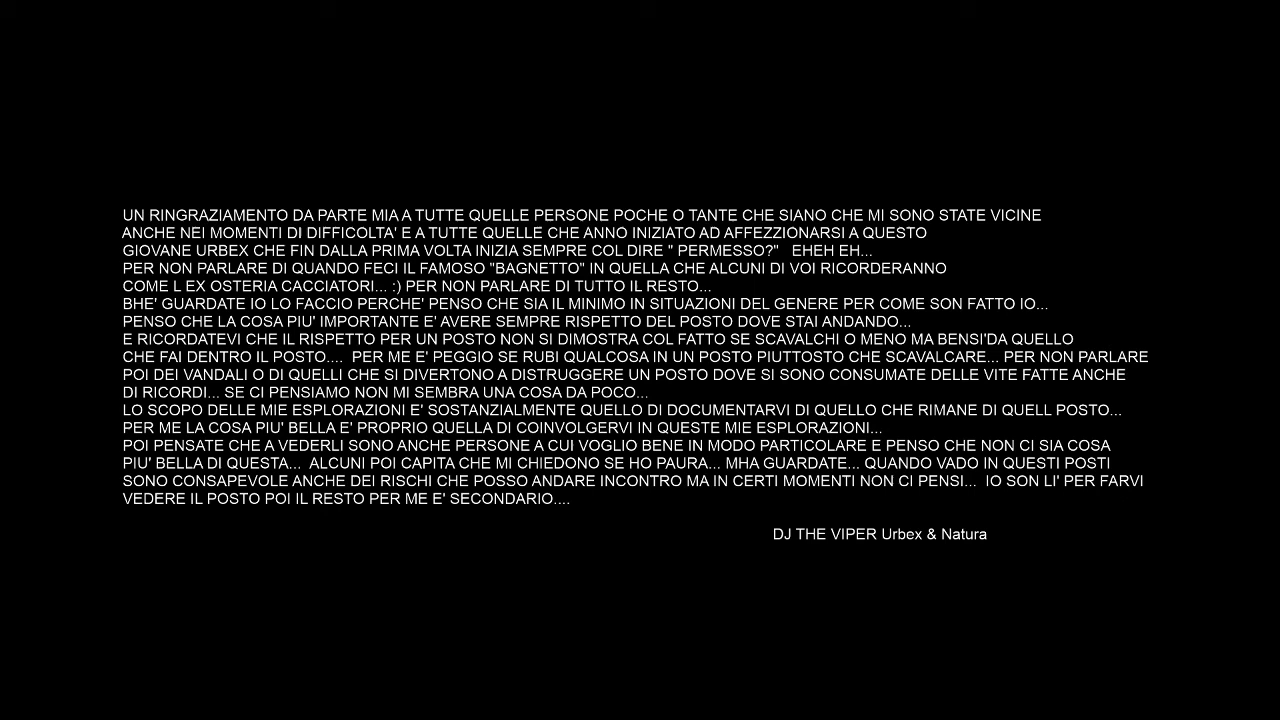 UN RINGRAZIAMENTO DA PARTE MIA A TUTTE QUELLE PERSONE POCHE O TANTE CHE SIANO CHE MI SONO STATE VICINE
ANCHE NEI MOMENTI DI DIFFICOLTA' E A TUTTE QUELLE CHE ANNO INIZIATO AD AFFEZZIONARSI A QUESTO
GIOVANE URBEX CHE FIN DALLA PRIMA VOLTA INIZIA SEMPRE COL DIRE " PERMESSO?"   EHEH EH...
PER NON PARLARE DI QUANDO FECI IL FAMOSO "BAGNETTO" IN QUELLA CHE ALCUNI DI VOI RICORDERANNO
COME L EX OSTERIA CACCIATORI... :) PER NON PARLARE DI TUTTO IL RESTO...
BHE' GUARDATE IO LO FACCIO PERCHE' PENSO CHE SIA IL MINIMO IN SITUAZIONI DEL GENERE PER COME SON FATTO IO...
PENSO CHE LA COSA PIU' IMPORTANTE E' AVERE SEMPRE RISPETTO DEL POSTO DOVE STAI ANDANDO...
E RICORDATEVI CHE IL RISPETTO PER UN POSTO NON SI DIMOSTRA COL FATTO SE SCAVALCHI O MENO MA BENSI'DA QUELLO
CHE FAI DENTRO IL POSTO....  PER ME E' PEGGIO SE RUBI QUALCOSA IN UN POSTO PIUTTOSTO CHE SCAVALCARE... PER NON PARLARE
POI DEI VANDALI O DI QUELLI CHE SI DIVERTONO A DISTRUGGERE UN POSTO DOVE SI SONO CONSUMATE DELLE VITE FATTE ANCHE
DI RICORDI... SE CI PENSIAMO NON MI SEMBRA UNA COSA DA POCO...
LO SCOPO DELLE MIE ESPLORAZIONI E' SOSTANZIALMENTE QUELLO DI DOCUMENTARVI DI QUELLO CHE RIMANE DI QUELL POSTO...
PER ME LA COSA PIU' BELLA E' PROPRIO QUELLA DI COINVOLGERVI IN QUESTE MIE ESPLORAZIONI...
POI PENSATE CHE A VEDERLI SONO ANCHE PERSONE A CUI VOGLIO BENE IN MODO PARTICOLARE E PENSO CHE NON CI SIA COSA
PIU' BELLA DI QUESTA...  ALCUNI POI CAPITA CHE MI CHIEDONO SE HO PAURA... MHA GUARDATE... QUANDO VADO IN QUESTI POSTI
SONO CONSAPEVOLE ANCHE DEI RISCHI CHE POSSO ANDARE INCONTRO MA IN CERTI MOMENTI NON CI PENSI...  IO SON LI' PER FARVI
VEDERE IL POSTO POI IL RESTO PER ME E' SECONDARIO....
DJ THE VIPER Urbex & Natura